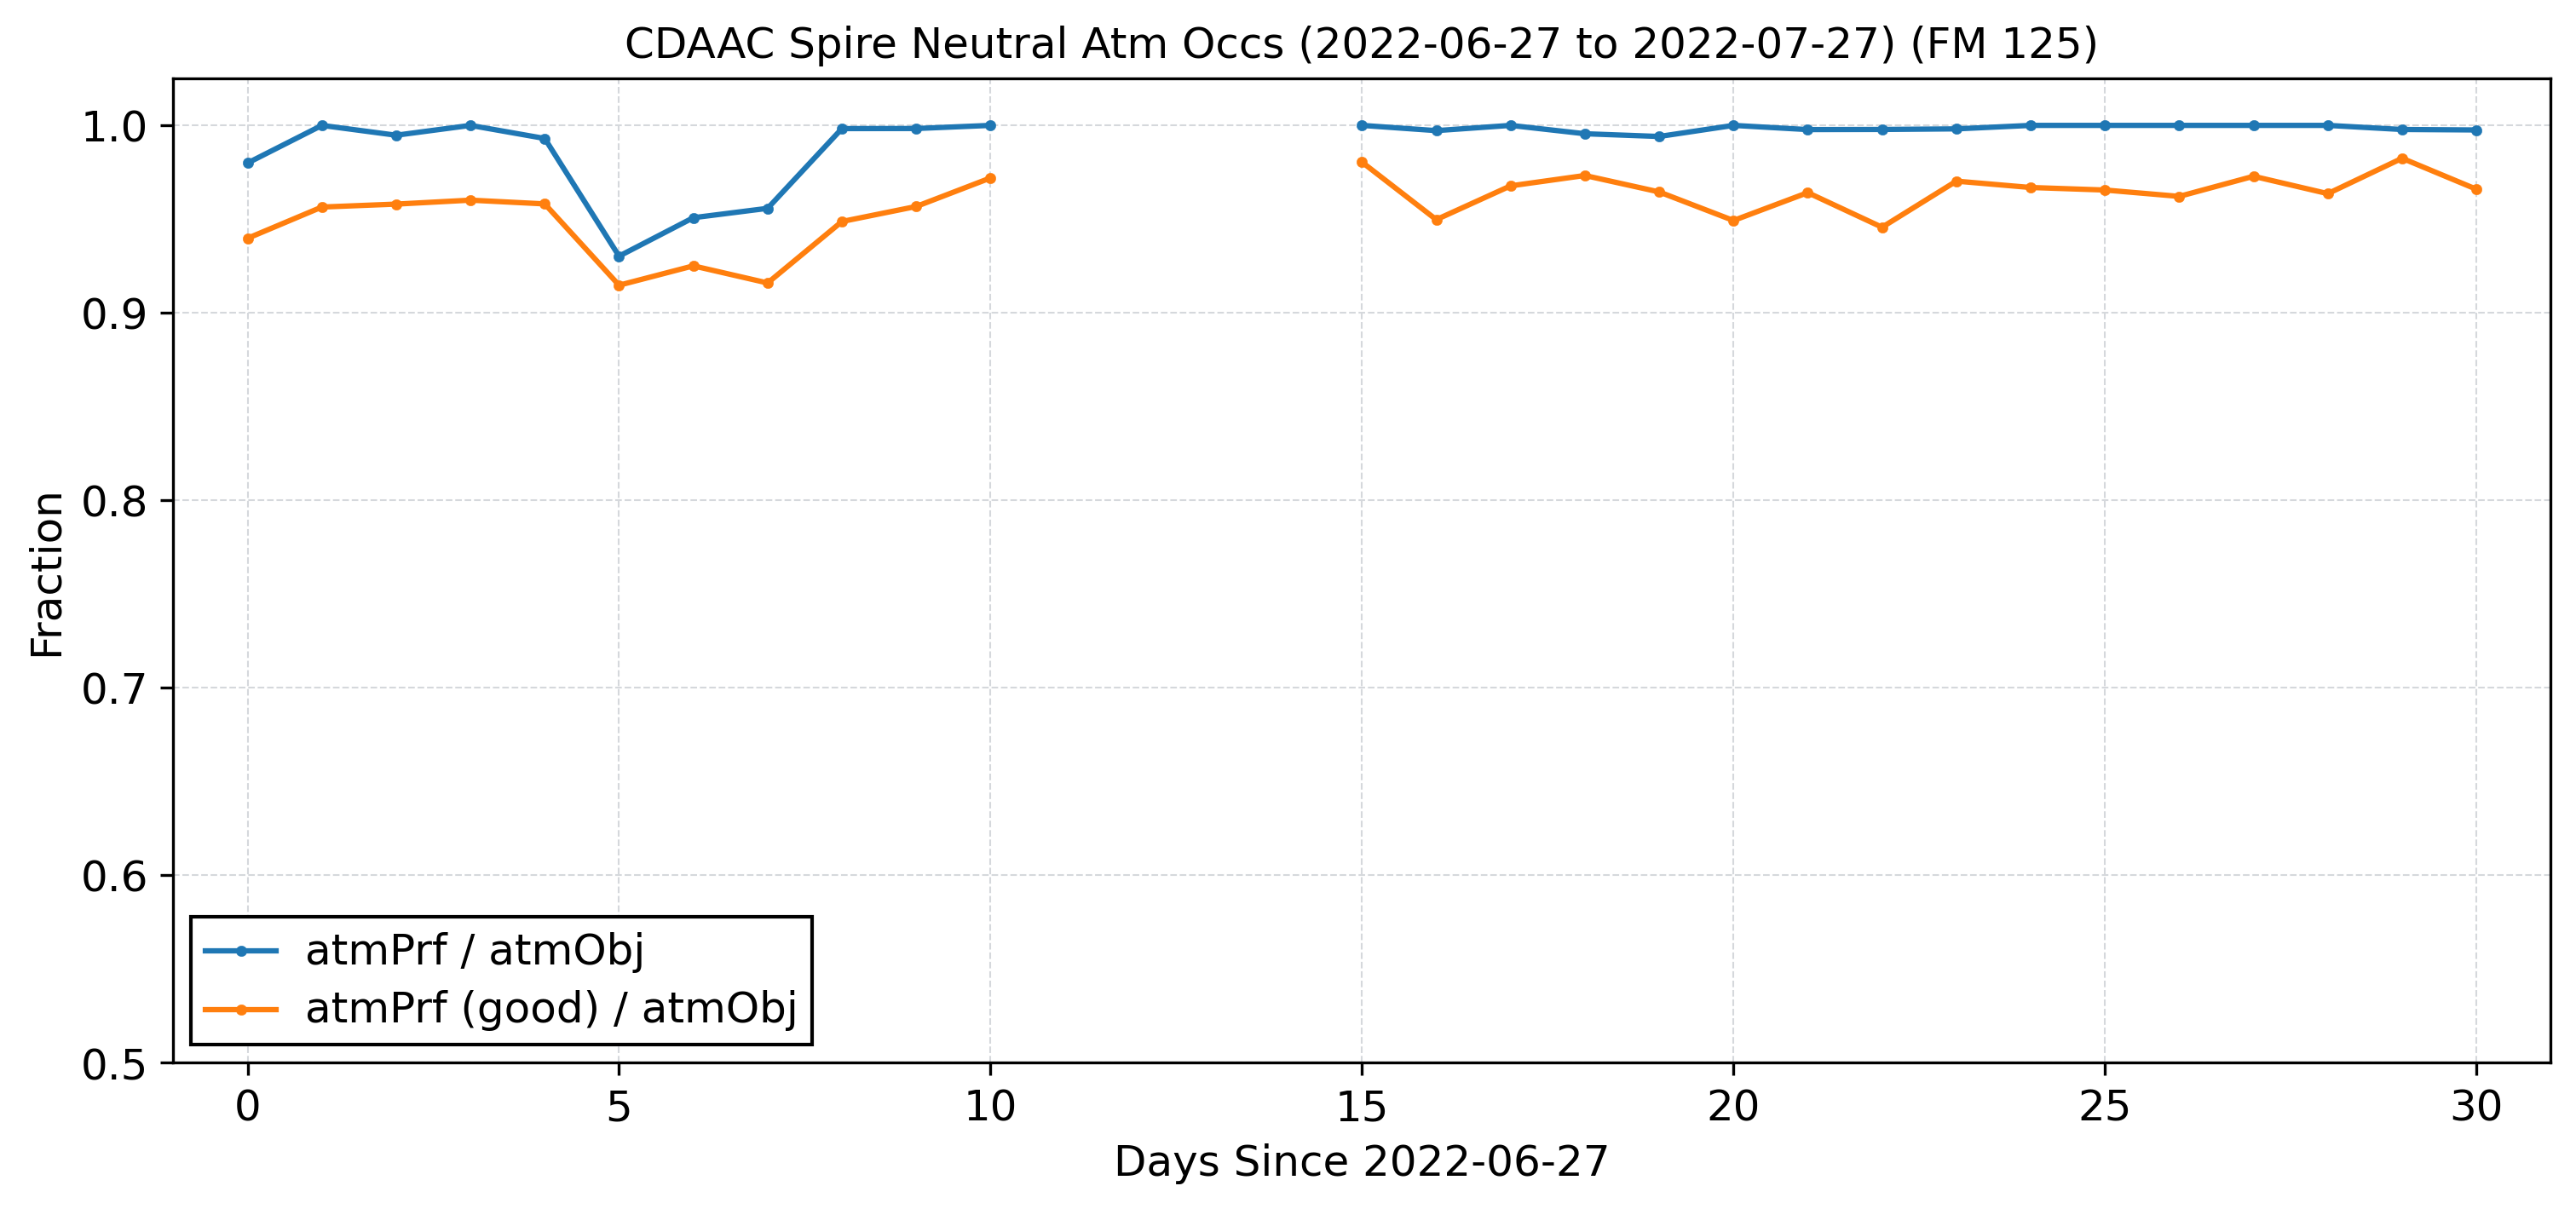 CDAAC Spire Neutral Atm Occs (2022-06-27 to 2022-07-27) (FM 125)
1.0
0.9
0.8
0.7
0.6
0.5
Fraction
atmPrf / atmObj
atmPrf (good) / atmObj
0 5 10 15 20 25 30
Days Since 2022-06-27